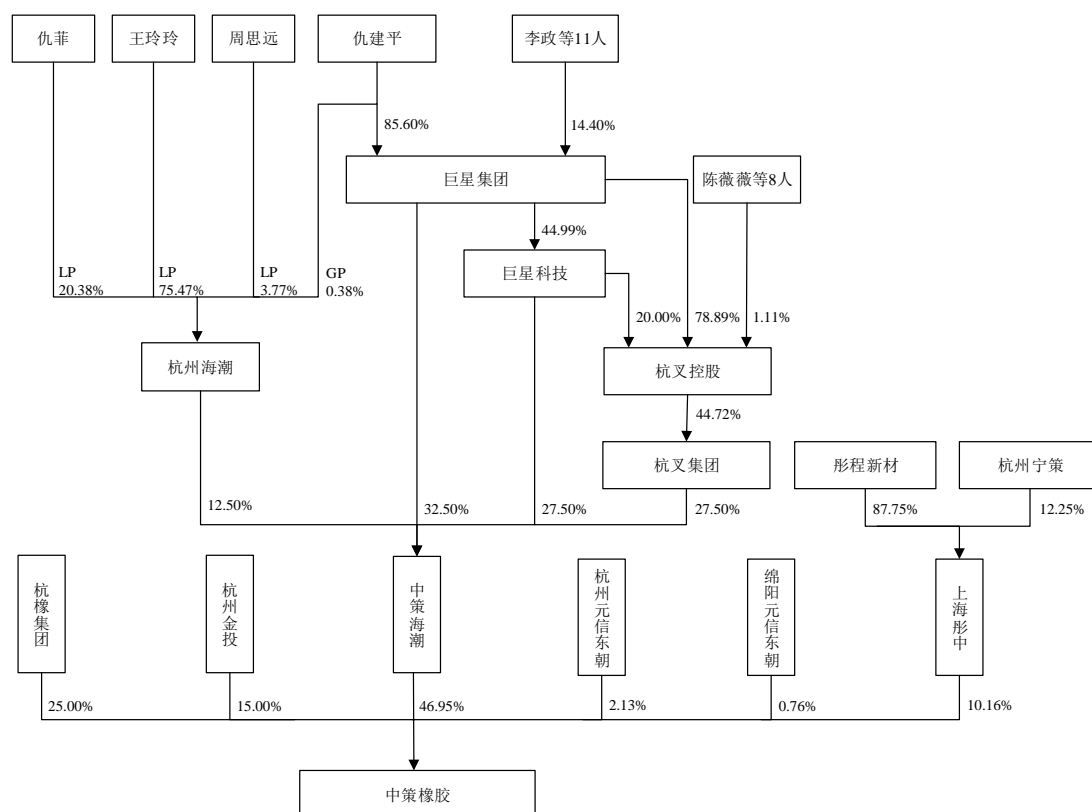 仇菲
王玲玲
周思远
仇建平
李政等11人
85.60%
14.40%
巨星集团
陈薇薇等8人
44.99%
巨星科技
LP
20.38%
LP
75.47%
LP
3.77%
GP
0.38%
20.00%
78.89%
1.11%
杭州海潮
杭叉控股
44.72%
杭叉集团
彤程新材
杭州宁策
12.50%
32.50%
27.50%
27.50%
87.75%
12.25%
杭橡集团
杭州金投
中策海潮
杭州元信东朝
绵阳元信东朝
上海彤中
25.00%
15.00%
46.95%
2.13%
0.76%
10.16%
中策橡胶